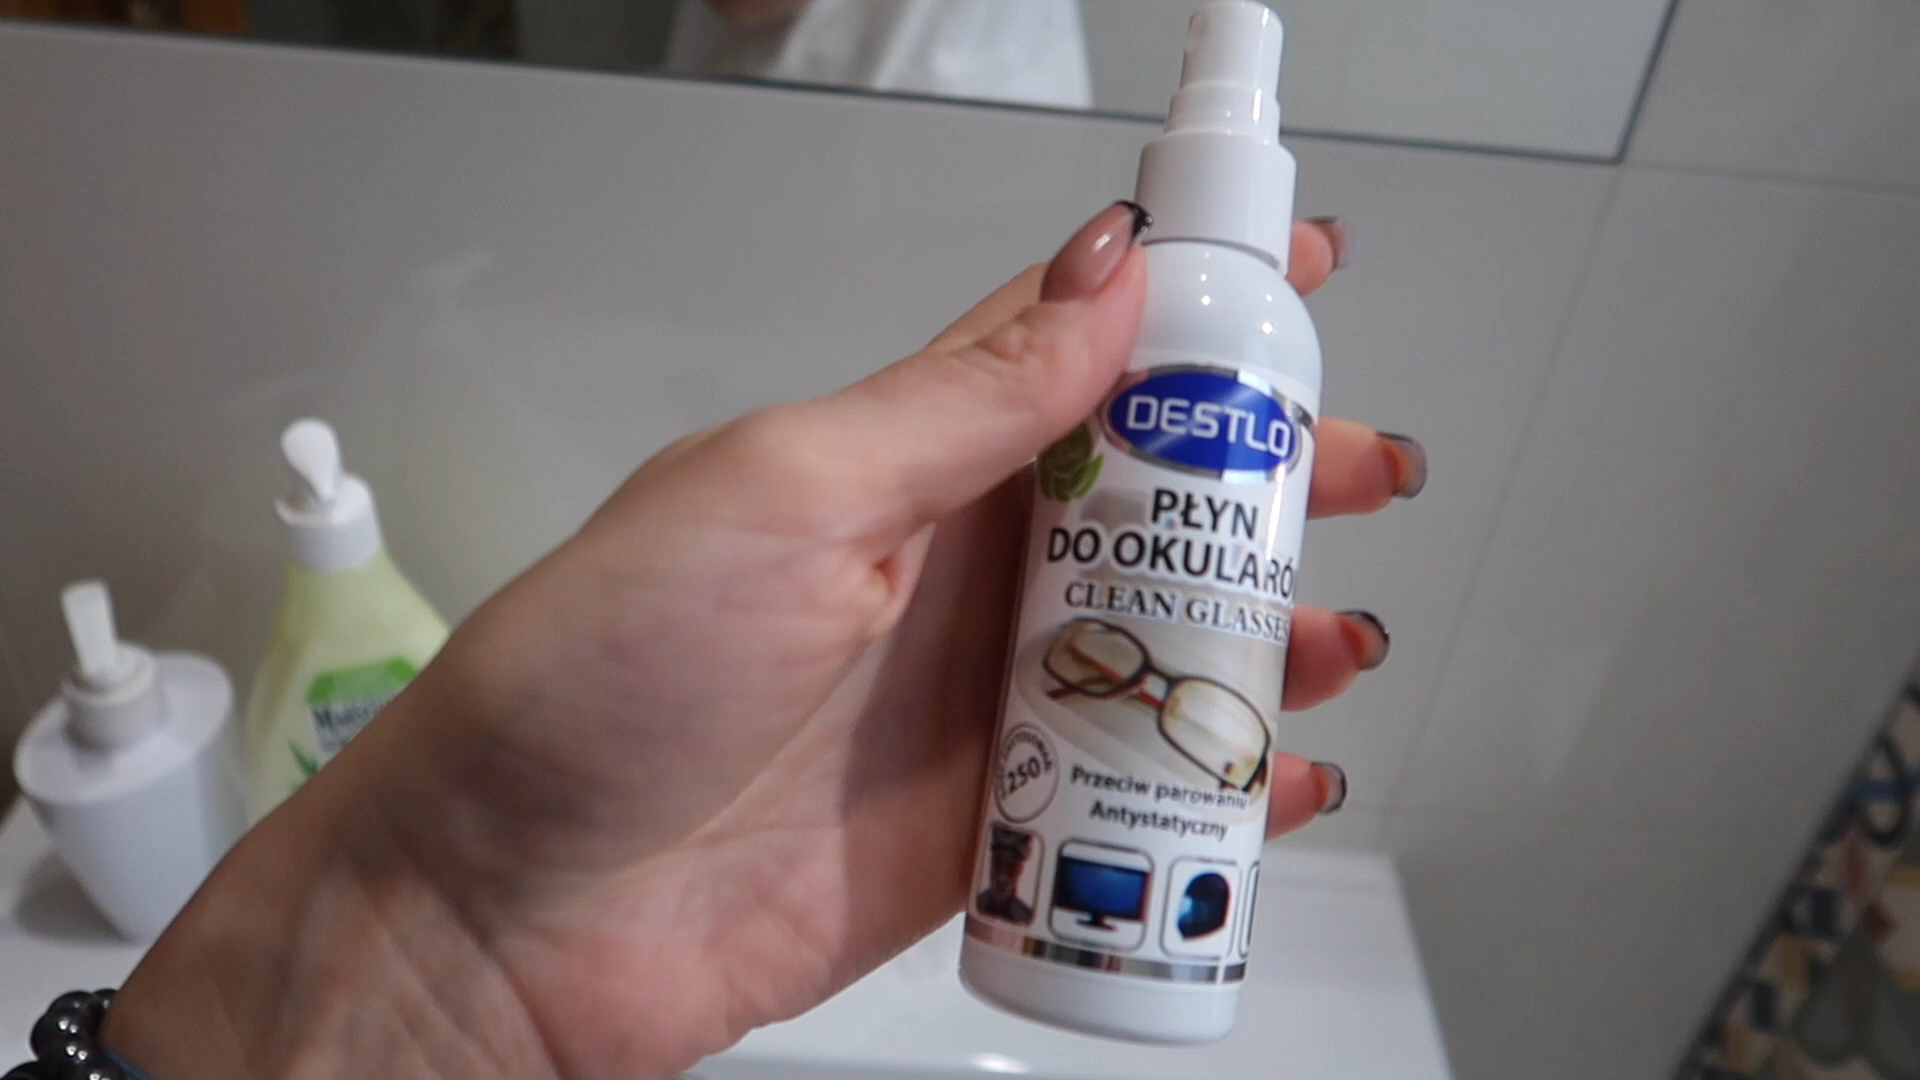 DESTLO
PŁYN
DO OKULARÓ
CLEAN GLASSES
250
Przeciw parowaniu
Antystatyczny